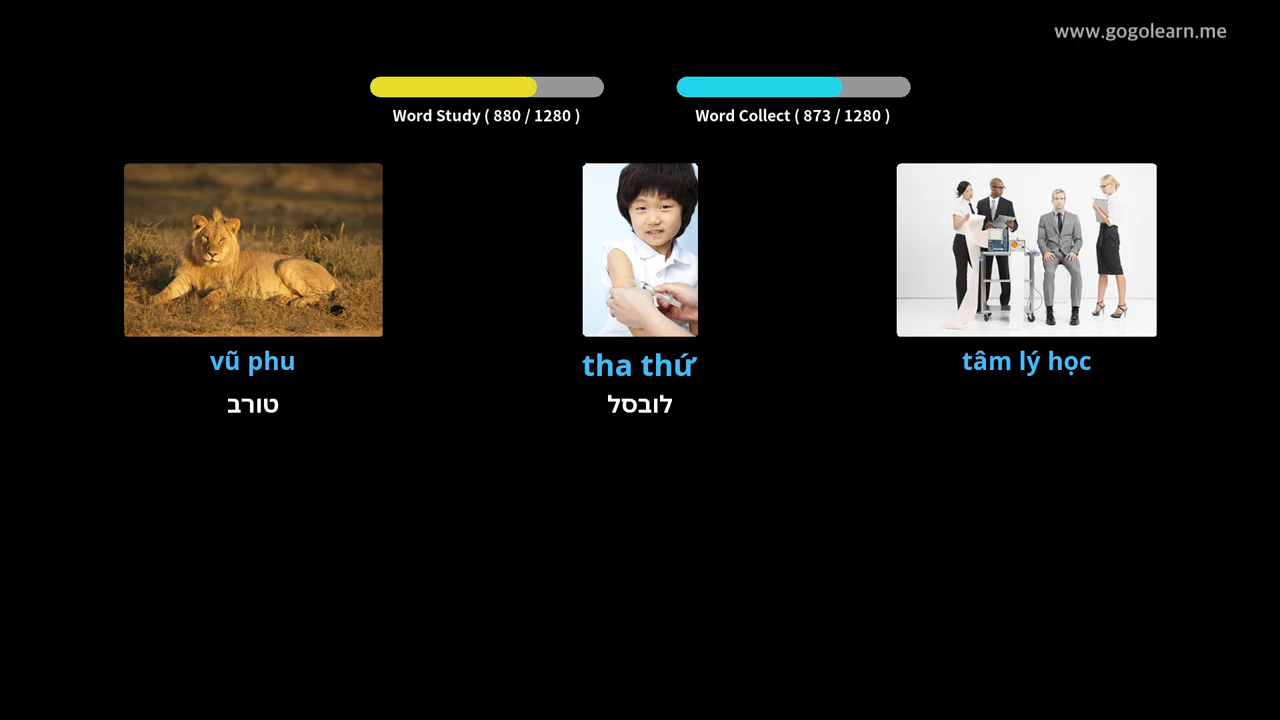 www.gogolearn.me
Word Study ( 880 / 1280 )
Word Collect ( 873 / 1280 )
vũ phu
tha thứ
tâm lý học
טורב
לובסל